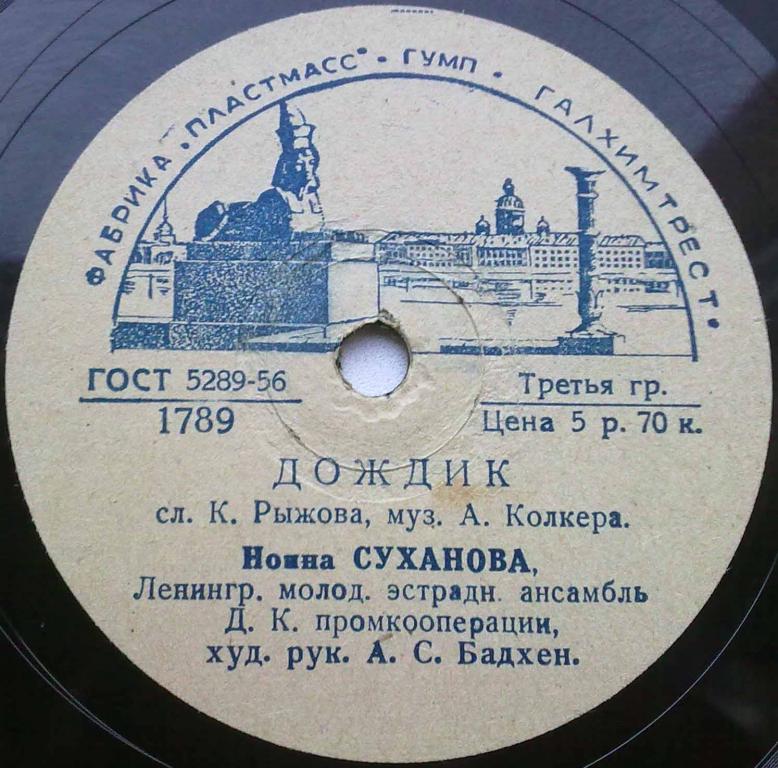 ФАБРИКА • ПЛАСТМАСС • ГУМП • ГАЛХИМТРЕСТ •
ГОСТ 5289-56
1789
Третья гр.
Цена 5 р. 70 к.
ДОЖДИК
сл. К. Рыжова, муз. А. Колкера.
Нонна СУХАНОВА,
Ленингр. молод. эстрадн. ансамбль
Д. К. промкооперации,
худ. рук. А. С. Бадхен.